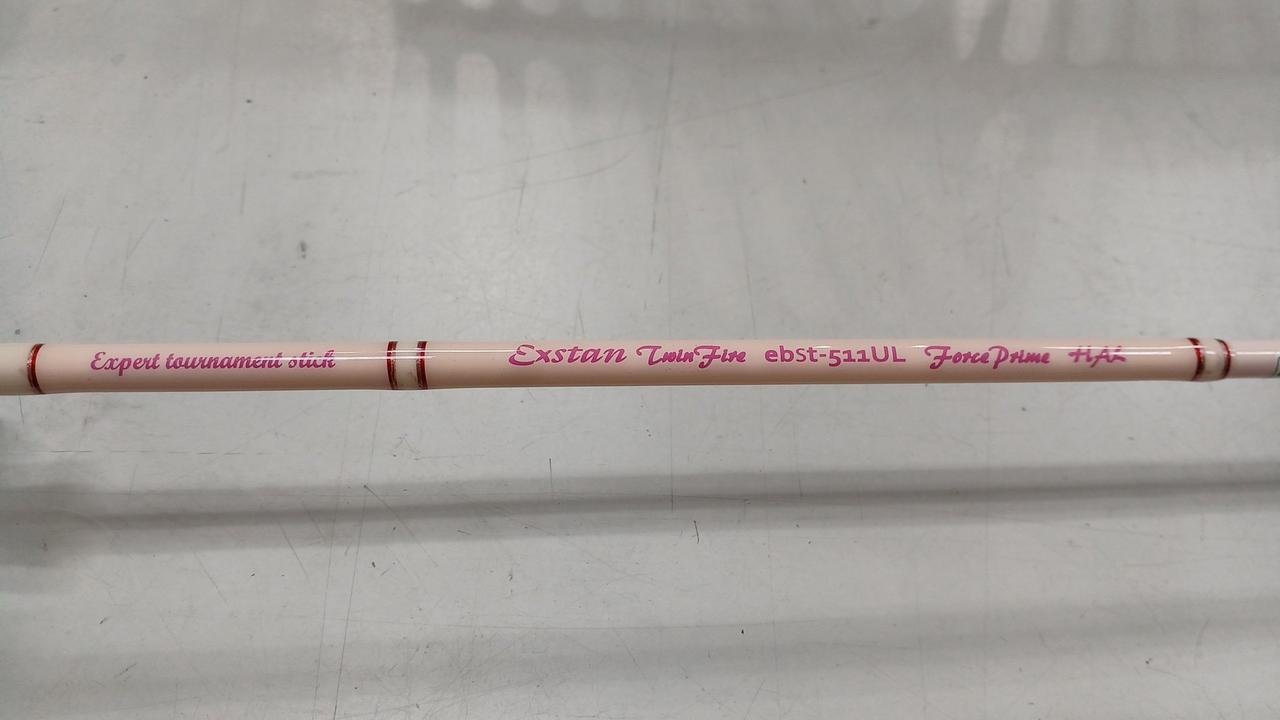 Expert tournament stick Exstan TwinFire ebst-511UL ForcePrime HAL